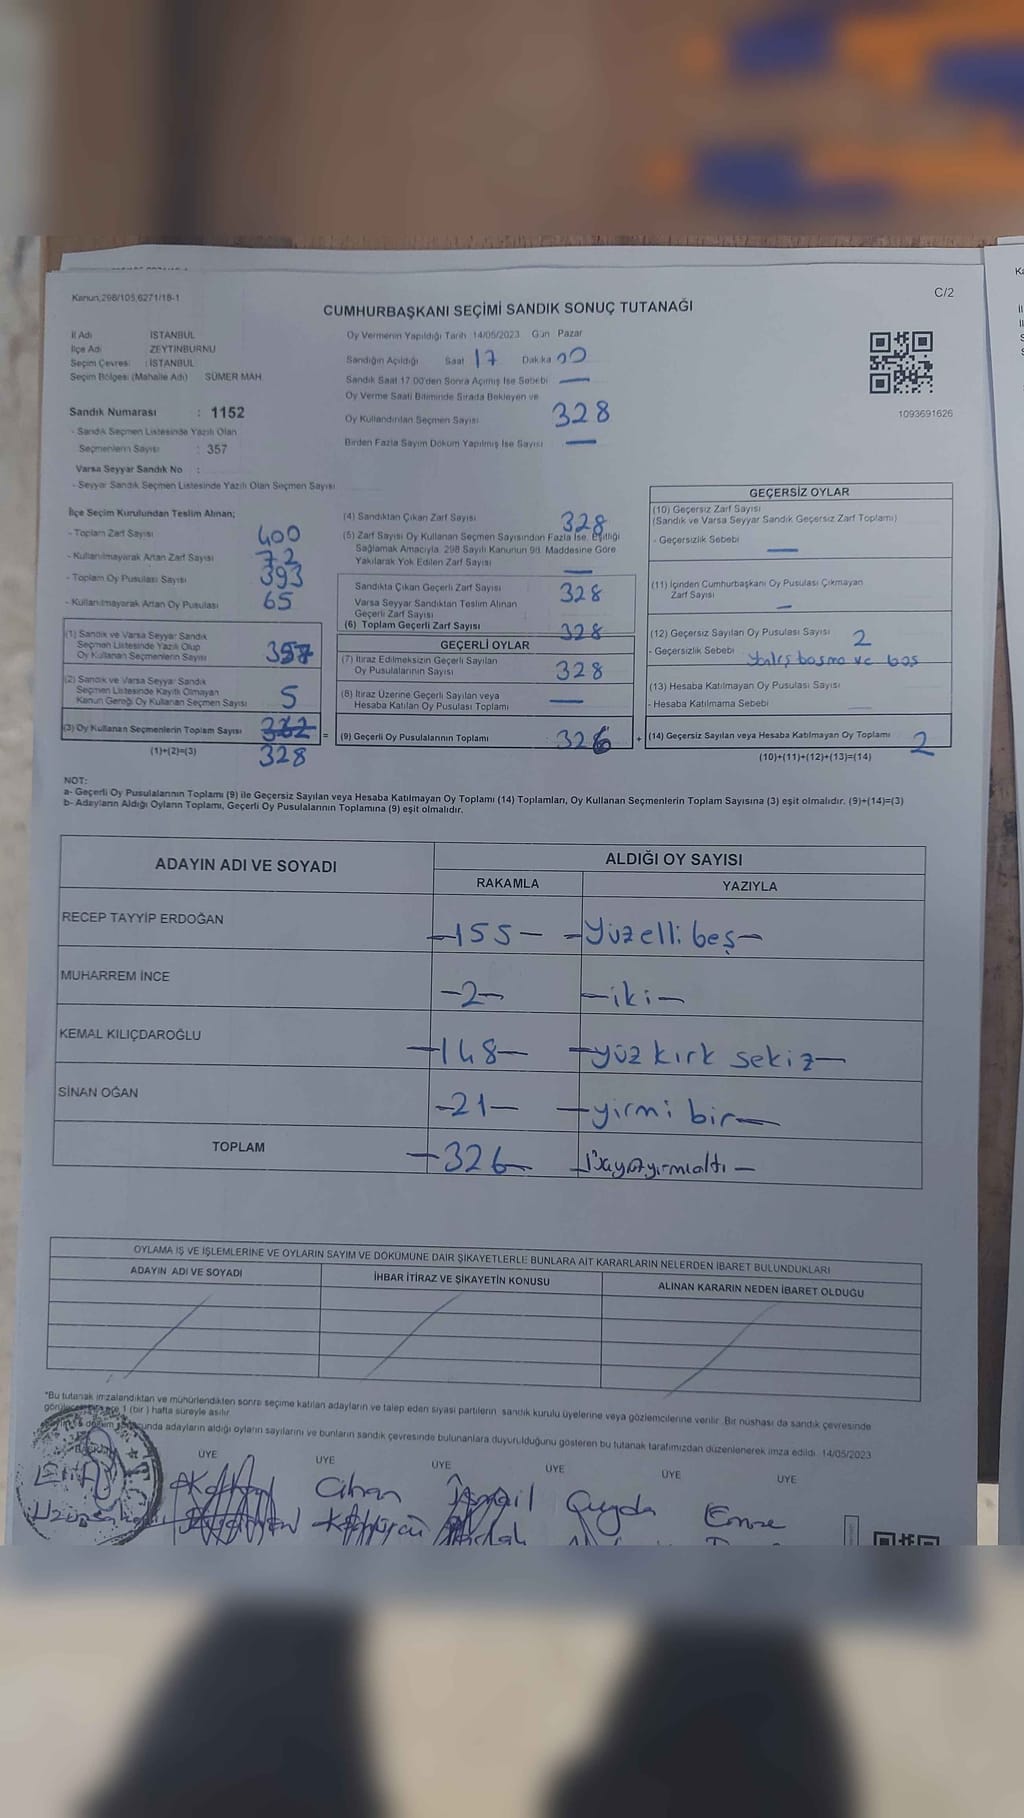 Kanun,298/105,6271/18-1
C/2
CUMHURBAŞKANI SEÇİMİ SANDIK SONUÇ TUTANAĞI
İl Adı İSTANBUL
İlçe Adı ZEYTİNBURNU
Seçim Çevresi : İSTANBUL
Seçim Bölgesi (Mahalle Adı) SÜMER MAH.
Sandık Numarası : 1152
- Sandık Seçmen Listesinde Yazılı Olan
Seçmenlerin Sayısı : 357
Varsa Seyyar Sandık No :
- Seyyar Sandık Seçmen Listesinde Yazılı Olan Seçmen Sayısı
Oy Vermenin Yapıldığı Tarih 14/05/2023 Gün Pazar
Sandığın Açıldığı Saat 17 Dakika 00
Sandık Saat 17.00'den Sonra Açımış İse Sebebi —
Oy Verme Saati Bitiminde Sırada Bekleyen ve
Oy Kullandırılan Seçmen Sayısı 328
Birden Fazla Sayım Döküm Yapılmış İse Sayısı —
1093691626
İlçe Seçim Kurulundan Teslim Alınan;
- Toplam Zarf Sayısı 400
- Kullanılmayarak Artan Zarf Sayısı 72
- Toplam Oy Pusulası Sayısı 393
- Kullanılmayarak Artan Oy Pusulası 65
(1) Sandık ve Varsa Seyyar Sandık
Seçmen Listesinde Yazılı Olup
Oy Kullanan Seçmenlerin Sayısı 357
(2) Sandık ve Varsa Seyyar Sandık
Seçmen Listesinde Kayıtlı Olmayan
Kanun Gereği Oy Kullanan Seçmen Sayısı 5
(3) Oy Kullanan Seçmenlerin Toplam Sayısı 362 =
(1)+(2)=(3) 328
(4) Sandıktan Çıkan Zarf Sayısı 328
(5) Zarf Sayısı Oy Kullanan Seçmen Sayısından Fazla İse, Eşitliği
Sağlamak Amacıyla, 298 Sayılı Kanunun 98. Maddesine Göre
Yakılarak Yok Edilen Zarf Sayısı —
Sandıkta Çıkan Geçerli Zarf Sayısı 328
Varsa Seyyar Sandıktan Teslim Alınan
Geçerli Zarf Sayısı
(6) Toplam Geçerli Zarf Sayısı 328
GEÇERLİ OYLAR
(7) İtiraz Edilmeksizin Geçerli Sayılan
Oy Pusulalarının Sayısı 328
(8) İtiraz Üzerine Geçerli Sayılan veya
Hesaba Katılan Oy Pusulası Toplamı —
(9) Geçerli Oy Pusulalarının Toplamı : 326 +
GEÇERSİZ OYLAR
(10) Geçersiz Zarf Sayısı
(Sandık ve Varsa Seyyar Sandık Geçersiz Zarf Toplamı)
- Geçersizlik Sebebi —
(11) İçinden Cumhurbaşkanı Oy Pusulası Çıkmayan
Zarf Sayısı —
(12) Geçersiz Sayılan Oy Pusulası Sayısı 2
- Geçersizlik Sebebi yanlış basma ve boş
(13) Hesaba Katılmayan Oy Pusulası Sayısı
- Hesaba Katılmama Sebebi
(14) Geçersiz Sayılan veya Hesaba Katılmayan Oy Toplamı 2
(10)+(11)+(12)+(13)=(14)
NOT:
a- Geçerli Oy Pusulalarının Toplamı (9) ile Geçersiz Sayılan veya Hesaba Katılmayan Oy Toplamı (14) Toplamları, Oy Kullanan Seçmenlerin Toplam Sayısına (3) eşit olmalıdır. (9)+(14)=(3)
b- Adayların Aldığı Oyların Toplamı, Geçerli Oy Pusulalarının Toplamına (9) eşit olmalıdır.
ADAYIN ADI VE SOYADI ALDIĞI OY SAYISI
RAKAMLA YAZIYLA
RECEP TAYYİP ERDOĞAN —155— —Yüzelli beş—
MUHARREM İNCE —2— —iki—
KEMAL KILIÇDAROĞLU —148— —yüz kırk sekiz—
SİNAN OĞAN —21— —yirmi bir—
TOPLAM —326— Üçyüzyirmialtı —
OYLAMA İŞ VE İŞLEMLERİNE VE OYLARIN SAYIM VE DÖKÜMÜNE DAİR ŞİKAYETLERLE BUNLARA AİT KARARLARIN NELERDEN İBARET BULUNDUKLARI
ADAYIN ADI VE SOYADI İHBAR İTİRAZ VE ŞİKAYETİN KONUSU ALINAN KARARIN NEDEN İBARET OLDUĞU
*Bu tutanak imzalandıktan ve mühürlendikten sonra seçime katılan adayların ve talep eden siyasi partilerin sandık kurulu üyelerine veya gözlemcilerine verilir. Bir nüshası da sandık çevresinde
1 (bir) hafta süreyle asılır.
adayların aldığı oyların sayılarını ve bunların sandık çevresinde bulunanlara duyurulduğunu gösteren bu tutanak tarafımızdan düzenlenerek imza edildi. 14/05/2023
BAŞKAN ÜYE ÜYE ÜYE ÜYE ÜYE ÜYE
Cihan İsmail Çağda Emre